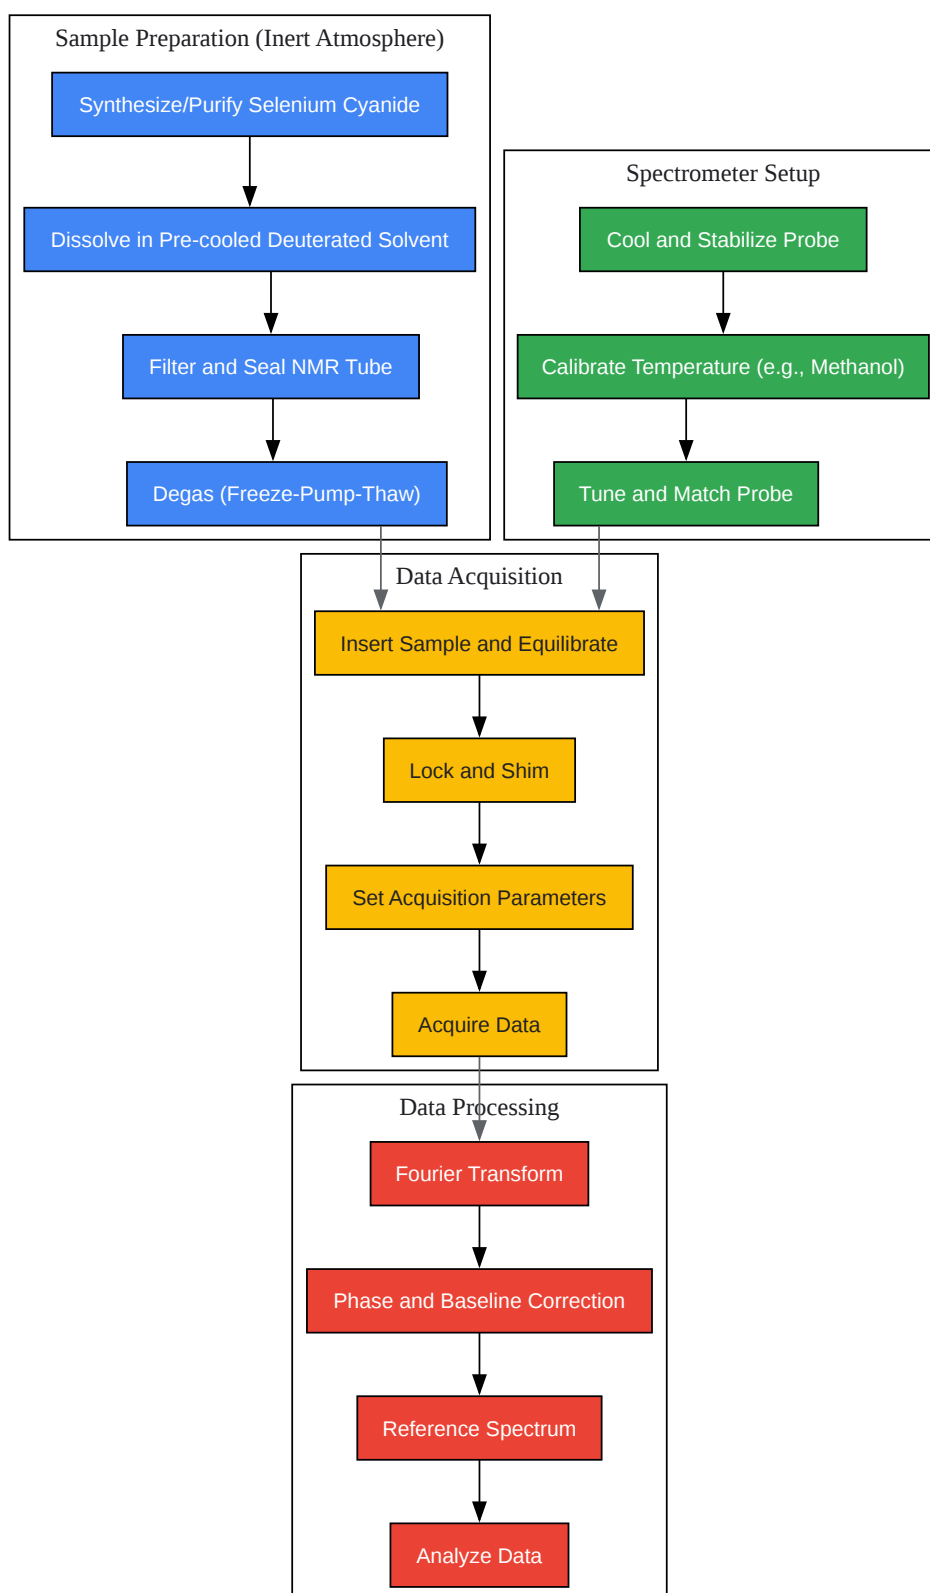 Sample Preparation (Inert Atmosphere)
Synthesize/Purify Selenium Cyanide
Dissolve in Pre-cooled Deuterated Solvent
Filter and Seal NMR Tube
Degas (Freeze-Pump-Thaw)
Spectrometer Setup
Cool and Stabilize Probe
Calibrate Temperature (e.g., Methanol)
Tune and Match Probe
Data Acquisition
Insert Sample and Equilibrate
Lock and Shim
Set Acquisition Parameters
Acquire Data
Data Processing
Fourier Transform
Phase and Baseline Correction
Reference Spectrum
Analyze Data